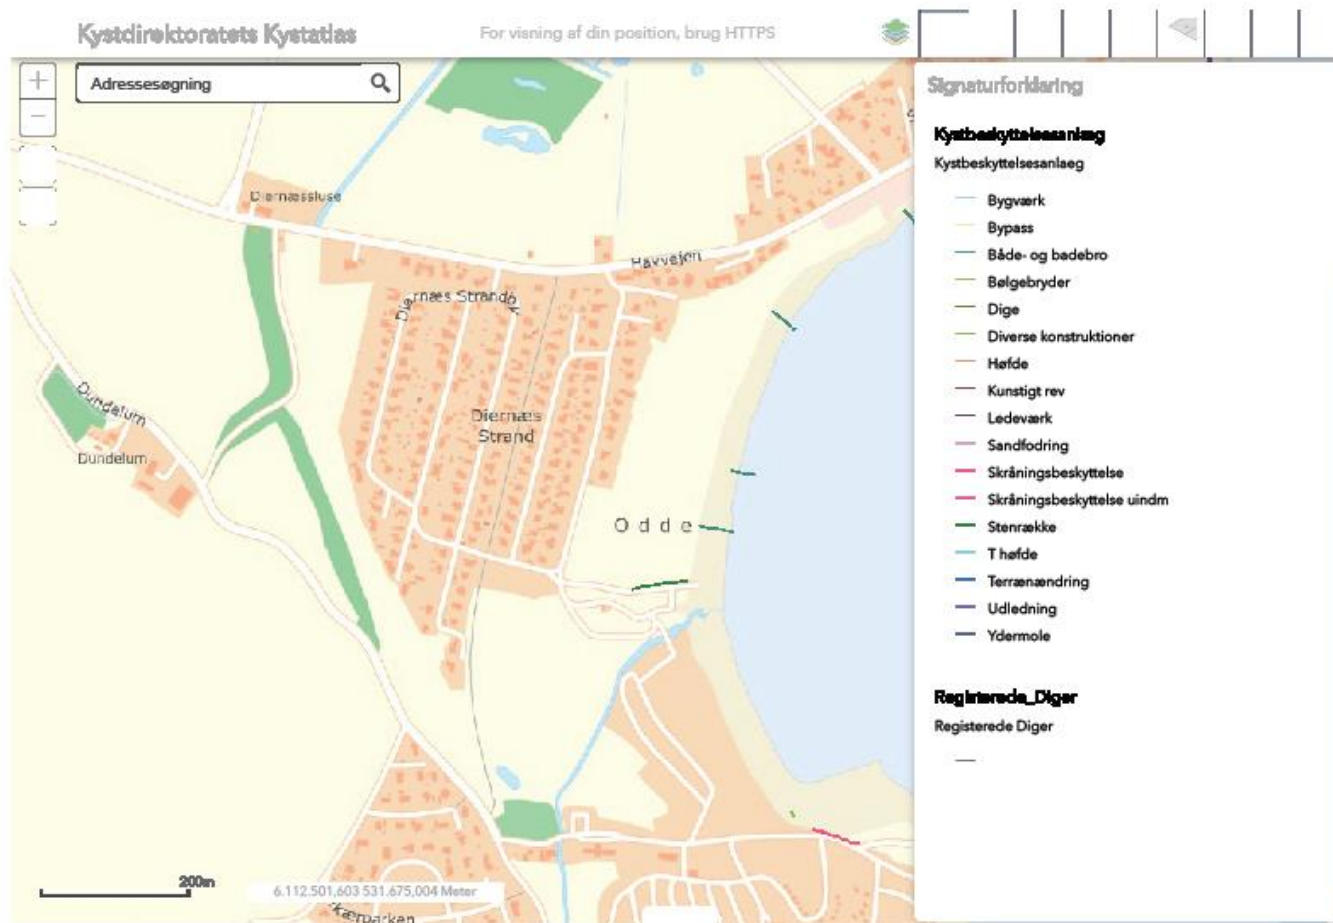 Kystdirektoratets Kystatlas
For visning af din position, brug HTTPS
Adressesøgning
Signaturforklaring
Kystbeskyttelsesanlæg
Kystbeskyttelsesanlaeg
Bygværk
Bypass
Både- og badebro
Bølgebryder
Dige
Diverse konstruktioner
Høfde
Kunstigt rev
Ledeværk
Sandfodring
Skråningsbeskyttelse
Skråningsbeskyttelse uindm
Stenrække
T høfde
Terrænændring
Udledning
Ydermole
Registerede_Diger
Registerede Diger
Diernæssluse
Havvejen
Diernæs Strandök
Dundelum
Dundelum
Diernæs
Strand
Odde
200m
6.112.501,603 531.675,004 Meter
kærparken